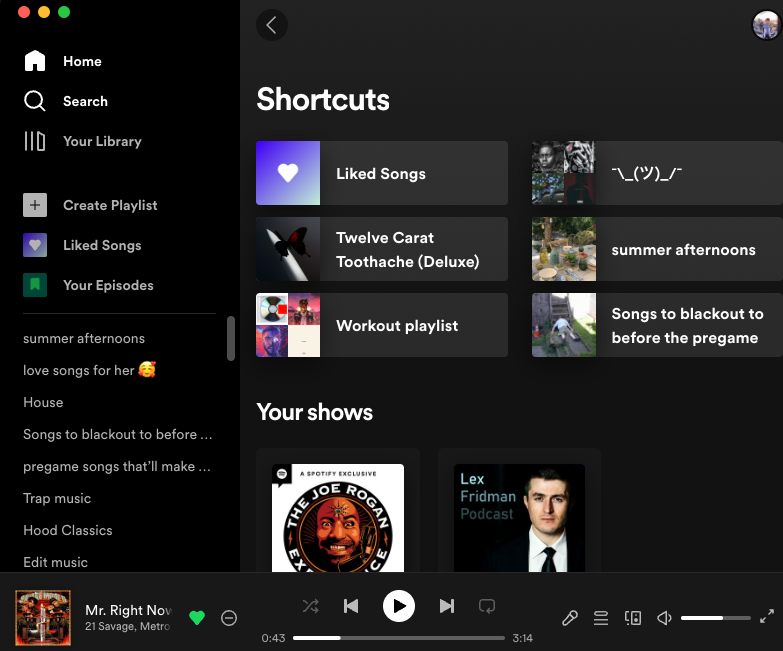 Home
Search
Your Library
Create Playlist
Liked Songs
Your Episodes
summer afternoons
love songs for her 🥰
House
Songs to blackout to before ...
pregame songs that'll make ...
Trap music
Hood Classics
Edit music
Shortcuts
Liked Songs
¯\_(ツ)_/¯
Twelve Carat
Toothache (Deluxe)
summer afternoons
Workout playlist
Songs to blackout to
before the pregame
Your shows
A SPOTIFY EXCLUSIVE
THE JOE ROGAN
Lex
Fridman
Podcast
Mr. Right Now
21 Savage, Metro
0:43
3:14